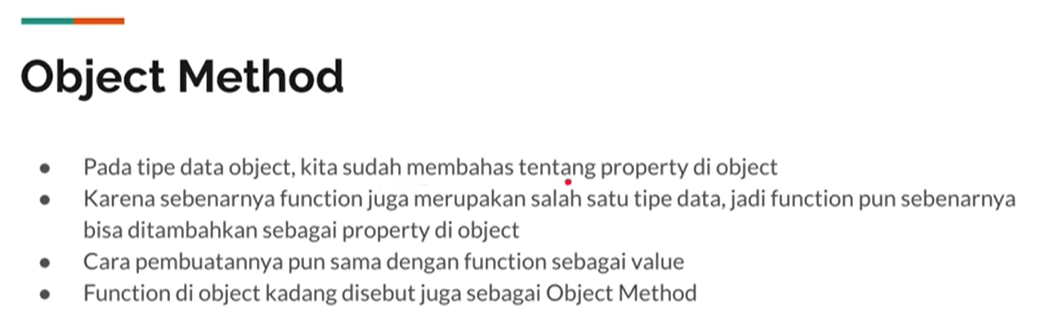 Object Method
● Pada tipe data object, kita sudah membahas tentang property di object
● Karena sebenarnya function juga merupakan salah satu tipe data, jadi function pun sebenarnya
bisa ditambahkan sebagai property di object
● Cara pembuatannya pun sama dengan function sebagai value
● Function di object kadang disebut juga sebagai Object Method